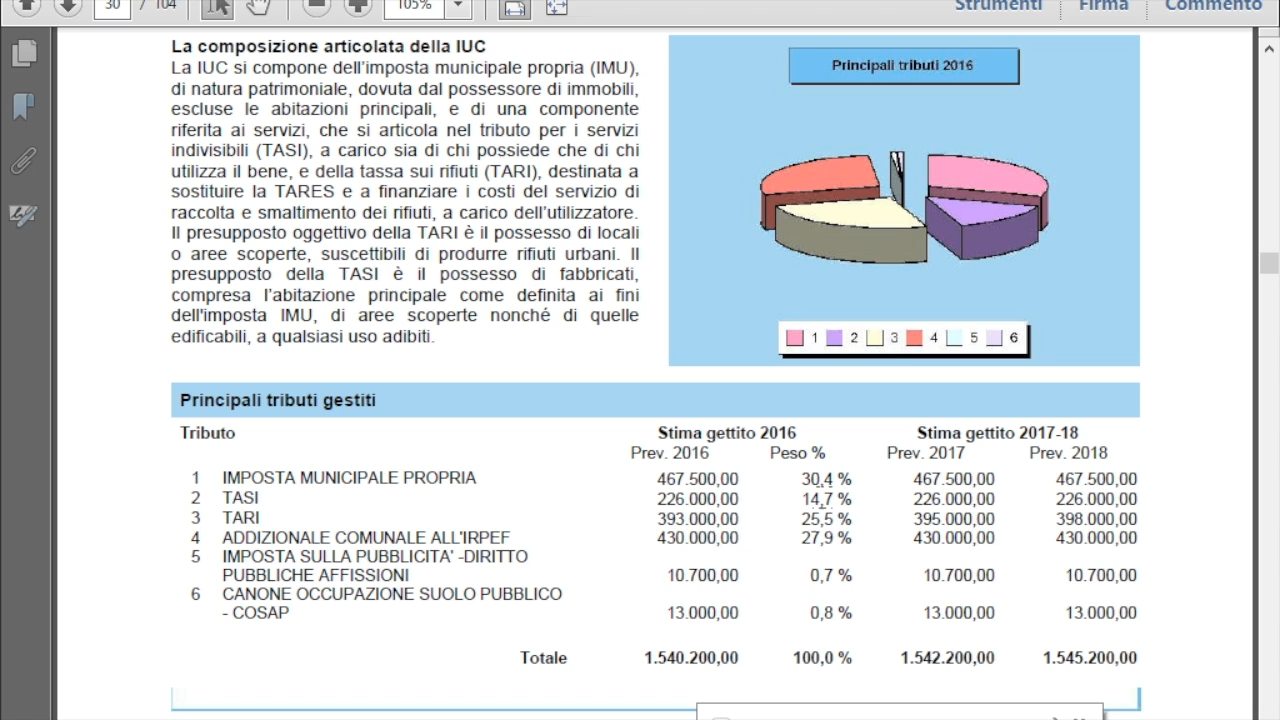 30 / 104
105%
Strumenti Firma Commento
La composizione articolata della IUC
La IUC si compone dell'imposta municipale propria (IMU),
di natura patrimoniale, dovuta dal possessore di immobili,
escluse le abitazioni principali, e di una componente
riferita ai servizi, che si articola nel tributo per i servizi
indivisibili (TASI), a carico sia di chi possiede che di chi
utilizza il bene, e della tassa sui rifiuti (TARI), destinata a
sostituire la TARES e a finanziare i costi del servizio di
raccolta e smaltimento dei rifiuti, a carico dell'utilizzatore.
Il presupposto oggettivo della TARI è il possesso di locali
o aree scoperte, suscettibili di produrre rifiuti urbani. Il
presupposto della TASI è il possesso di fabbricati,
compresa l'abitazione principale come definita ai fini
dell'imposta IMU, di aree scoperte nonché di quelle
edificabili, a qualsiasi uso adibiti.
Principali tributi 2016
1 2 3 4 5 6
Principali tributi gestiti
Tributo Stima gettito 2016 Stima gettito 2017-18
Prev. 2016 Peso % Prev. 2017 Prev. 2018
1 IMPOSTA MUNICIPALE PROPRIA 467.500,00 30,4 % 467.500,00 467.500,00
2 TASI 226.000,00 14,7 % 226.000,00 226.000,00
3 TARI 393.000,00 25,5 % 395.000,00 398.000,00
4 ADDIZIONALE COMUNALE ALL'IRPEF 430.000,00 27,9 % 430.000,00 430.000,00
5 IMPOSTA SULLA PUBBLICITA' -DIRITTO
PUBBLICHE AFFISSIONI 10.700,00 0,7 % 10.700,00 10.700,00
6 CANONE OCCUPAZIONE SUOLO PUBBLICO
- COSAP 13.000,00 0,8 % 13.000,00 13.000,00
Totale 1.540.200,00 100,0 % 1.542.200,00 1.545.200,00